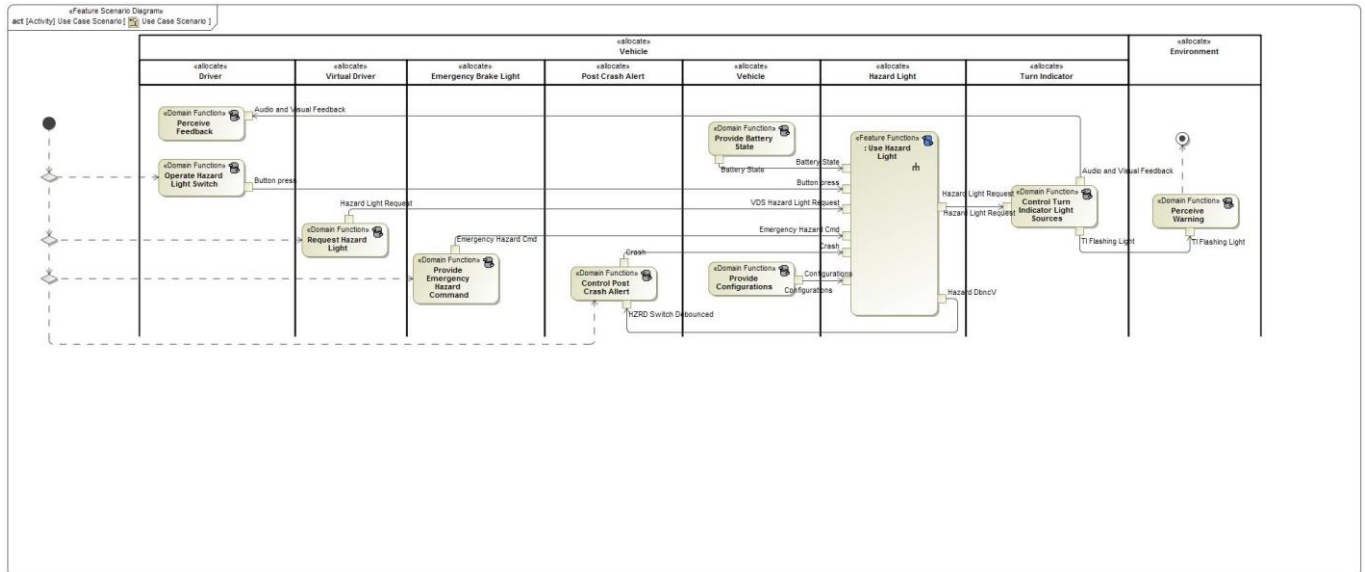 «Feature Scenario Diagram»
act [Activity] Use Case Scenario [ Use Case Scenario ]
«allocate»
Vehicle
«allocate»
Environment
«allocate»
Driver
«allocate»
Virtual Driver
«allocate»
Emergency Brake Light
«allocate»
Post Crash Alert
«allocate»
Vehicle
«allocate»
Hazard Light
«allocate»
Turn Indicator
«Domain Function»
Perceive
Feedback
Audio and Visual Feedback
«Domain Function»
Operate Hazard
Light Switch
Button press
Hazard Light Request
«Domain Function»
Request Hazard
Light
Emergency Hazard Cmd
«Domain Function»
Provide
Emergency
Hazard
Command
Crash
«Domain Function»
Control Post
Crash Allert
HZRD Switch Debounced
«Domain Function»
Provide Battery
State
Battery State
«Domain Function»
Provide
Configurations
Configurations
Configurations
Battery State
Button press
VDS Hazard Light Request
Emergency Hazard Cmd
Crash
«Feature Function»
: Use Hazard
Light
Hazard Light Request
Hazard Light Request
Hazard DbncV
Audio and Visual Feedback
«Domain Function»
Control Turn
Indicator Light
Sources
TI Flashing Light
«Domain Function»
Perceive
Warning
TI Flashing Light